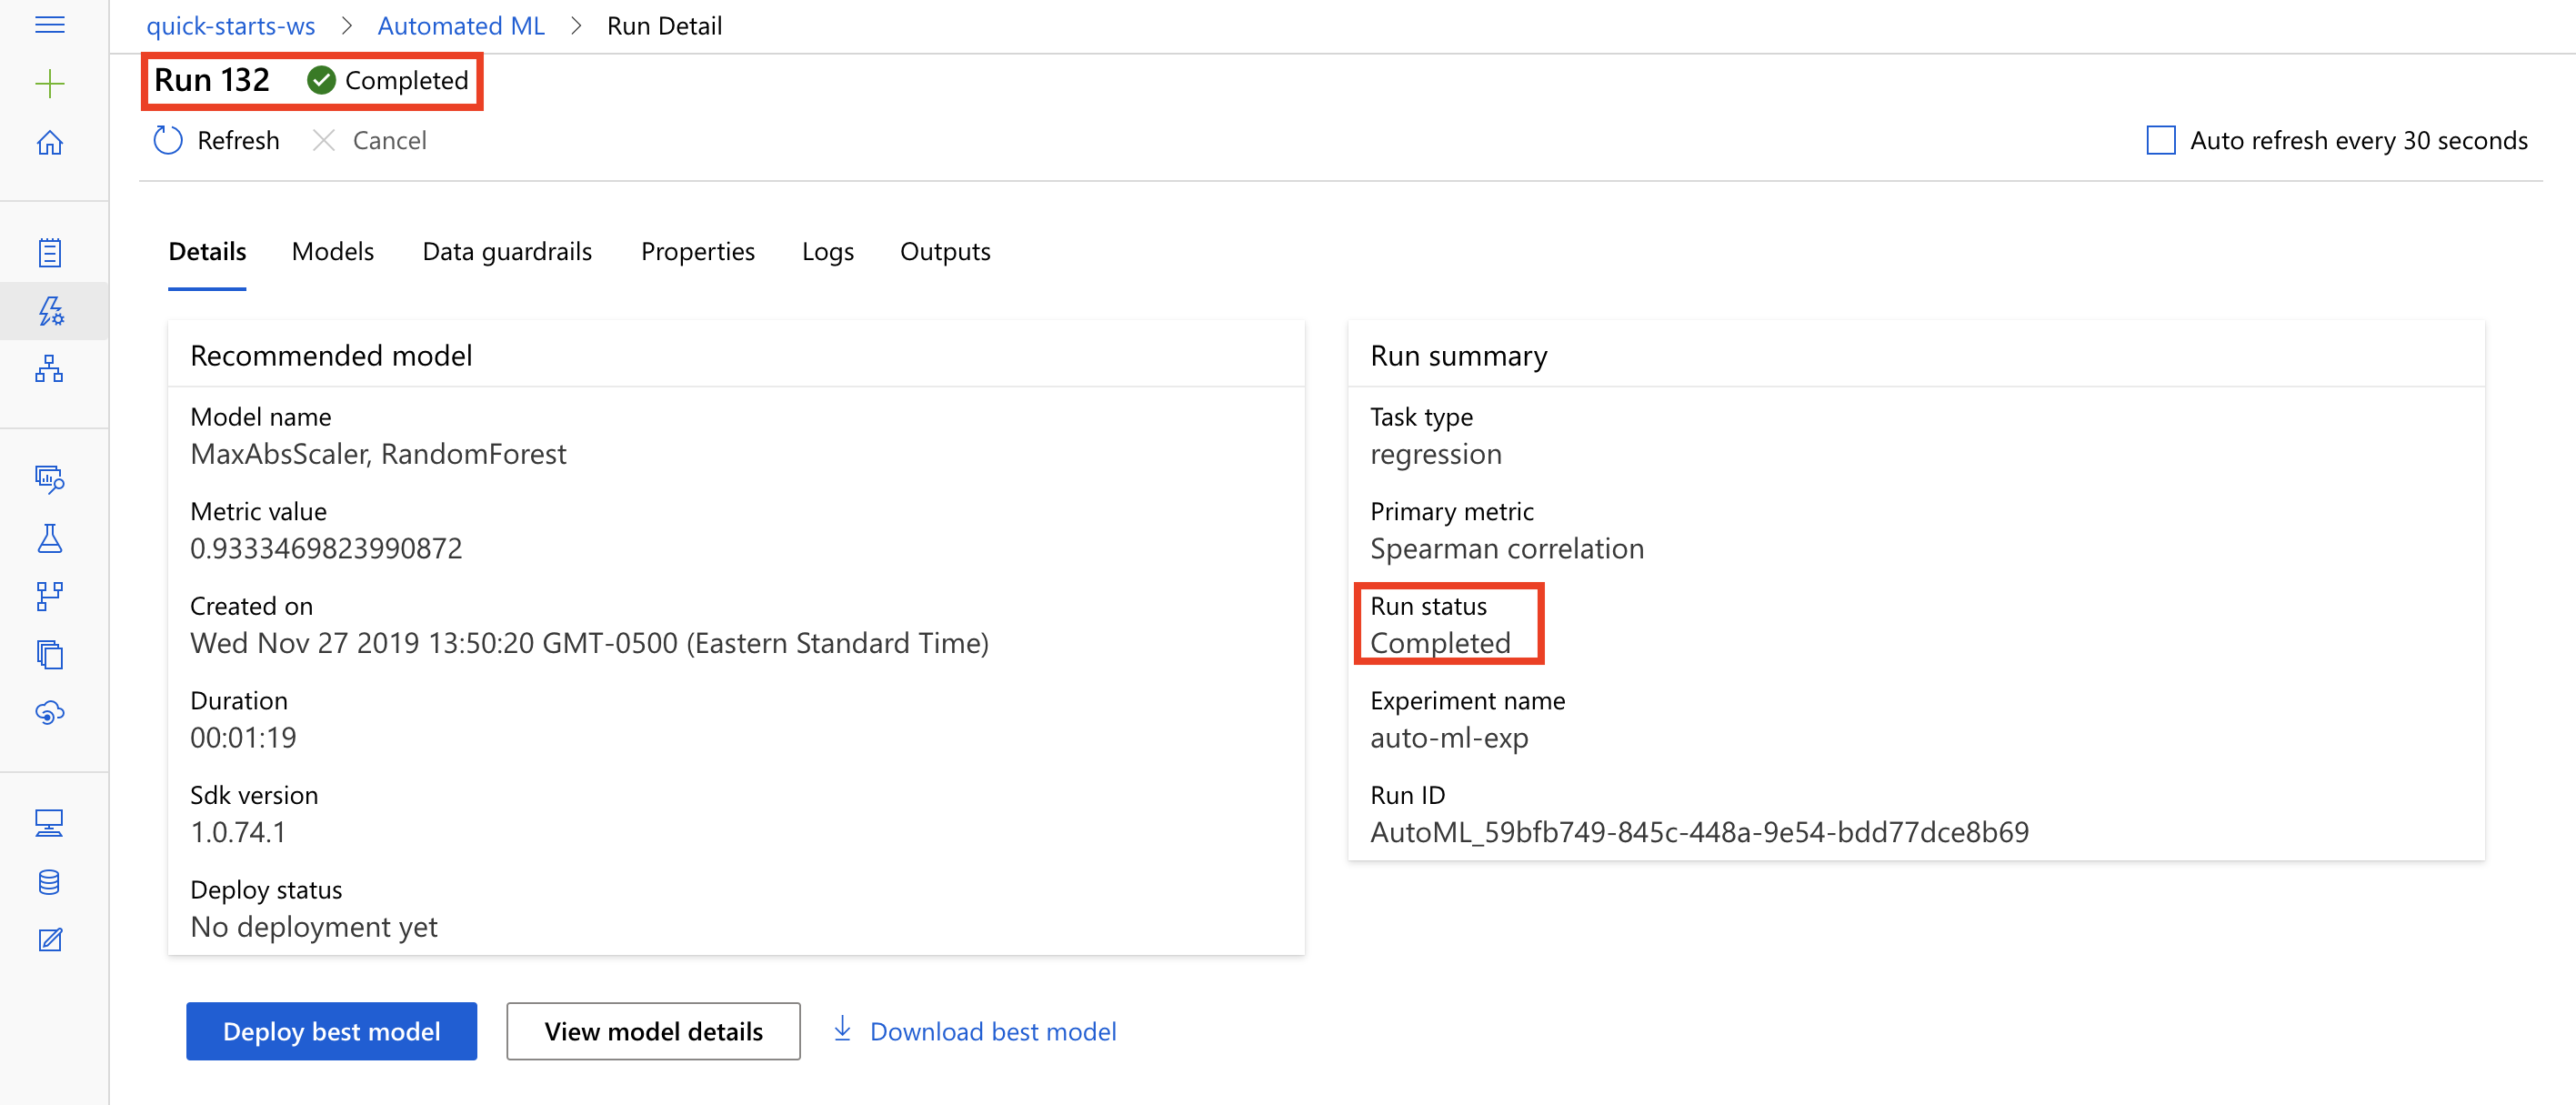 quick-starts-ws > Automated ML > Run Detail
Run 132 Completed
Refresh Cancel Auto refresh every 30 seconds
Details Models Data guardrails Properties Logs Outputs
Recommended model
Model name
MaxAbsScaler, RandomForest
Metric value
0.9333469823990872
Created on
Wed Nov 27 2019 13:50:20 GMT-0500 (Eastern Standard Time)
Duration
00:01:19
Sdk version
1.0.74.1
Deploy status
No deployment yet
Run summary
Task type
regression
Primary metric
Spearman correlation
Run status
Completed
Experiment name
auto-ml-exp
Run ID
AutoML_59bfb749-845c-448a-9e54-bdd77dce8b69
Deploy best model View model details Download best model